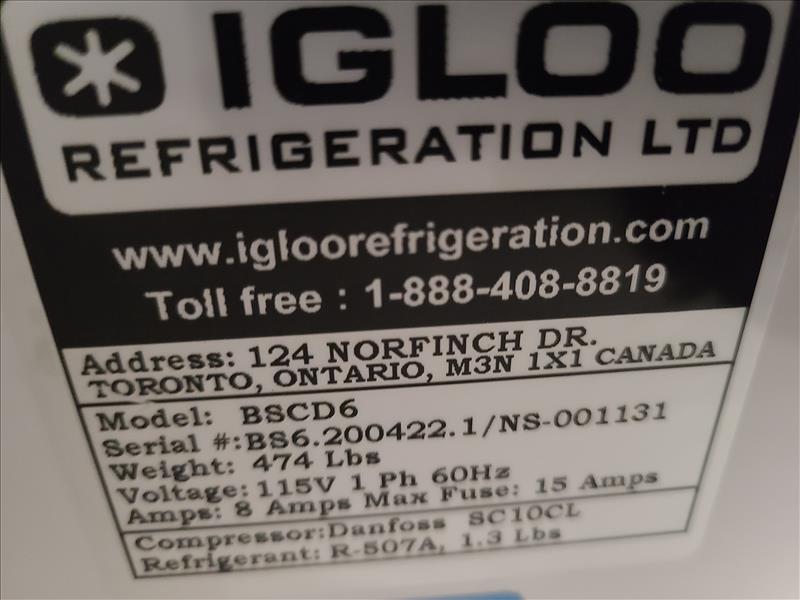 IGLOO
REFRIGERATION LTD
www.igloorefrigeration.com
Toll free : 1-888-408-8819
Address: 124 NORFINCH DR.
TORONTO, ONTARIO, M3N 1X1 CANADA
Model: BSCD6
Serial #:BS6.200422.1/NS-001131
Weight: 474 Lbs
Voltage: 115V 1 Ph 60Hz
Amps: 8 Amps Max Fuse: 15 Amps
Compressor:Danfoss SC10CL
Refrigerant: R-507A, 1.3 Lbs